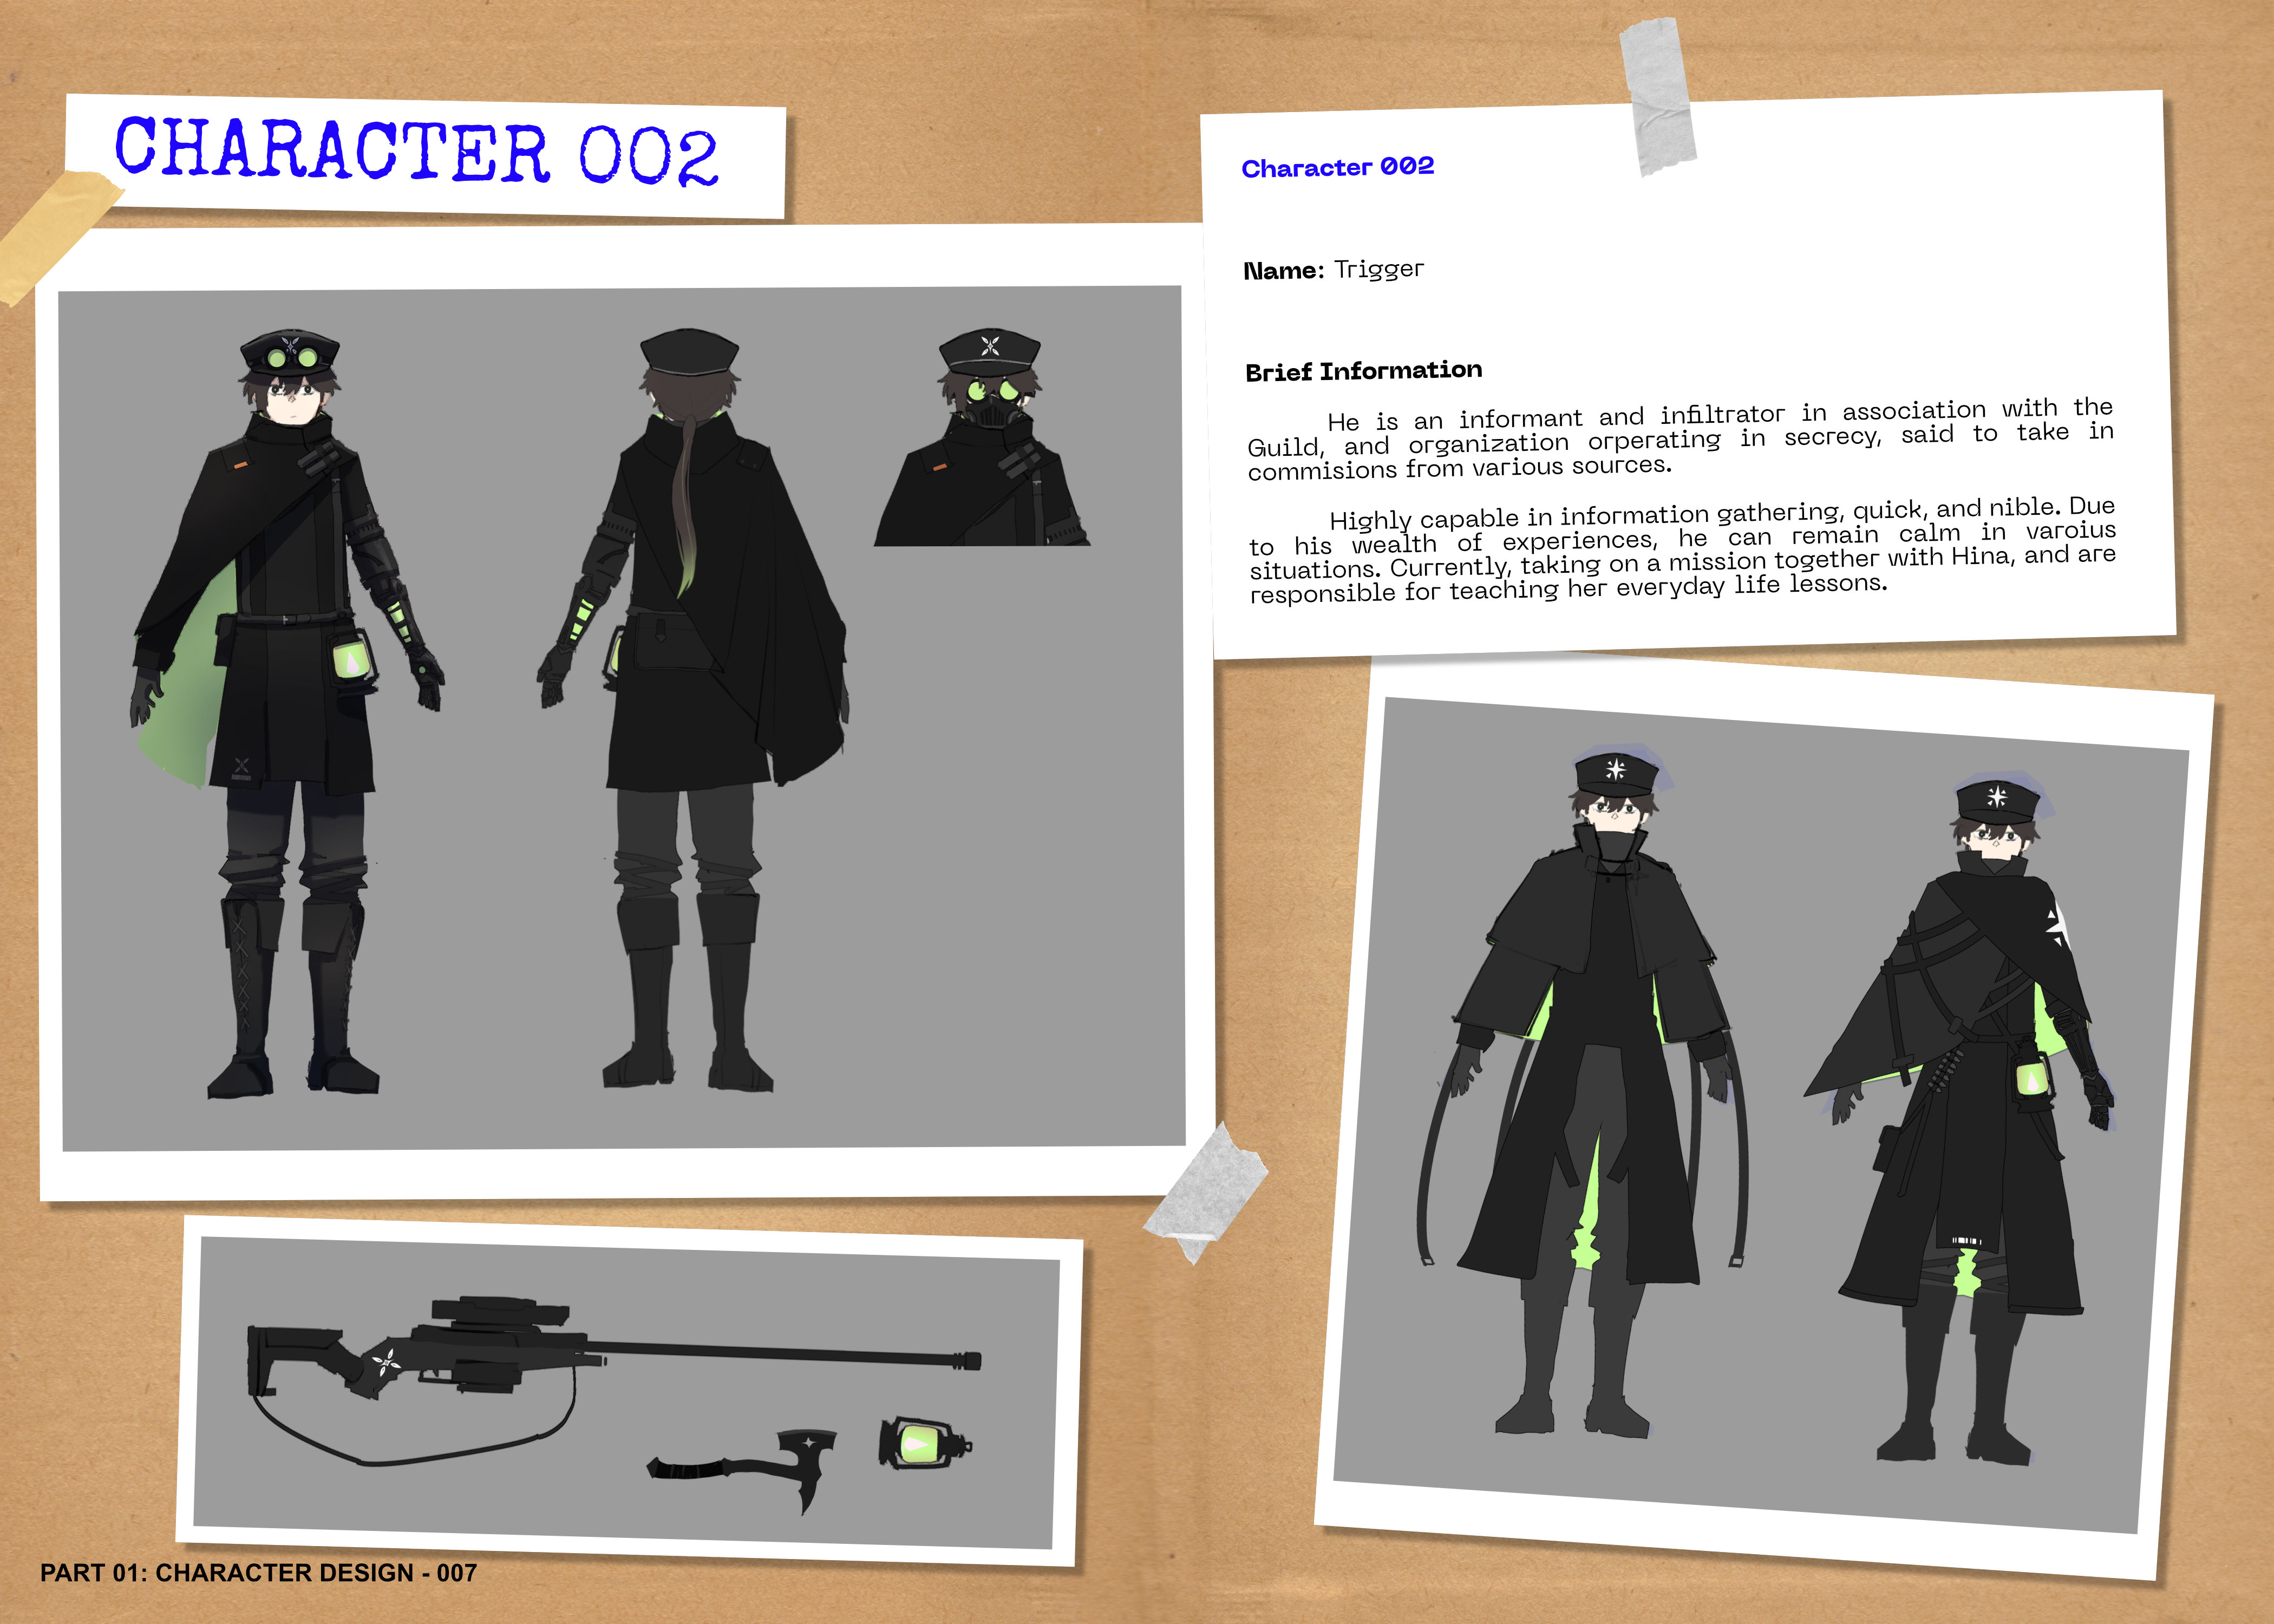 CHARACTER 002
Character 002
Name: Trigger
Brief Information
He is an informant and infiltrator in association with the
Guild, and organization orperating in secrecy, said to take in
commisions from various sources.
Highly capable in information gathering, quick, and nible. Due
to his wealth of experiences, he can remain calm in varoius
situations. Currently, taking on a mission together with Hina, and are
responsible for teaching her everyday life lessons.
PART 01: CHARACTER DESIGN - 007